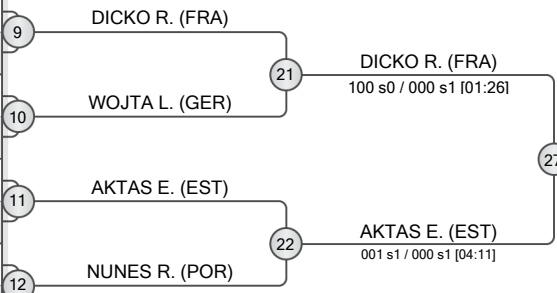 DICKO R. (FRA)
9
21
DICKO R. (FRA)
100 s0 / 000 s1 [01:26]
WOJTA L. (GER)
10
27
AKTAS E. (EST)
11
22
AKTAS E. (EST)
001 s1 / 000 s1 [04:11]
NUNES R. (POR)
12